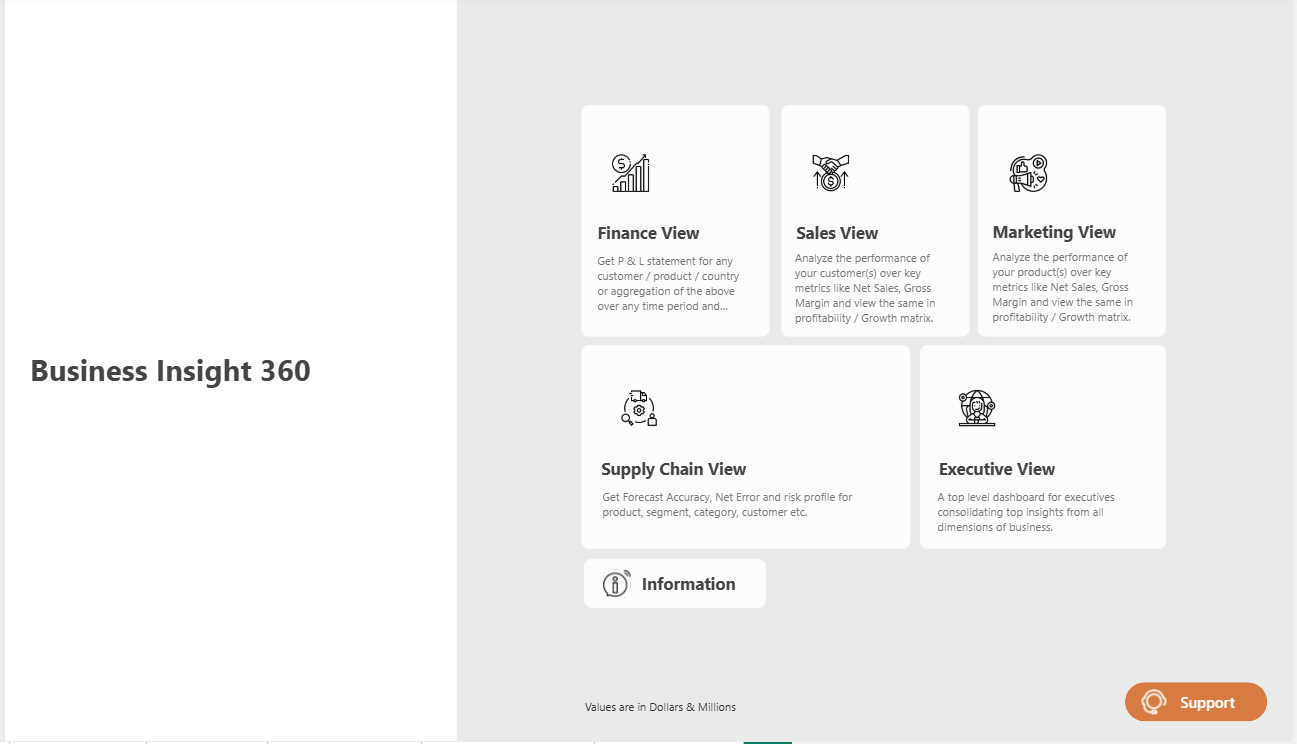 Business Insight 360
Finance View
Get P & L statement for any
customer / product / country
or aggregation of the above
over any time period and...
Sales View
Analyze the performance of
your customer(s) over key
metrics like Net Sales, Gross
Margin and view the same in
profitability / Growth matrix.
Marketing View
Analyze the performance of
your product(s) over key
metrics like Net Sales, Gross
Margin and view the same in
profitability / Growth matrix.
Supply Chain View
Get Forecast Accuracy, Net Error and risk profile for
product, segment, category, customer etc.
Executive View
A top level dashboard for executives
consolidating top insights from all
dimensions of business.
Information
Values are in Dollars & Millions
Support